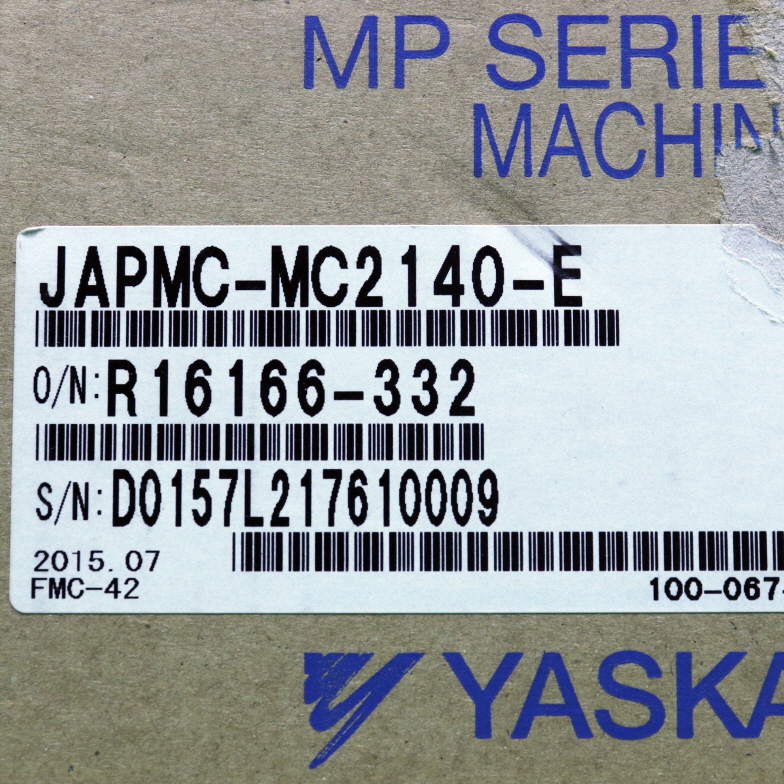 MP SERIE
MACHIN
JAPMC-MC2140-E
O/N:R16166-332
S/N:D0157L217610009
2015.07
FMC-42
100-067-
YASKA